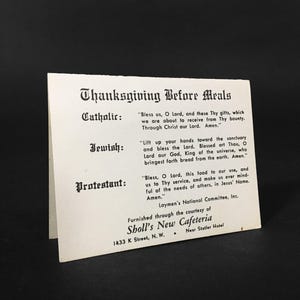 Thanksgiving Before Meals
Catholic: "Bless us, O Lord, and these Thy gifts, which
we are about to receive from Thy bounty.
Through Christ our Lord. Amen."
Jewish: "Lift up your hands toward the sanctuary
and bless the Lord. Blessed art Thou, O
Lord our God, King of the universe, who
bringest forth bread from the earth. Amen."
Protestant: "Bless, O Lord, this food to our use, and
us to Thy service, and make us ever mind-
ful of the needs of others, in Jesus' Name.
Amen.
Laymen's National Committee, Inc.
Furnished through the courtesy of
Sholl's New Cafeteria
1433 K Street, N. W. • New Statler Hotel